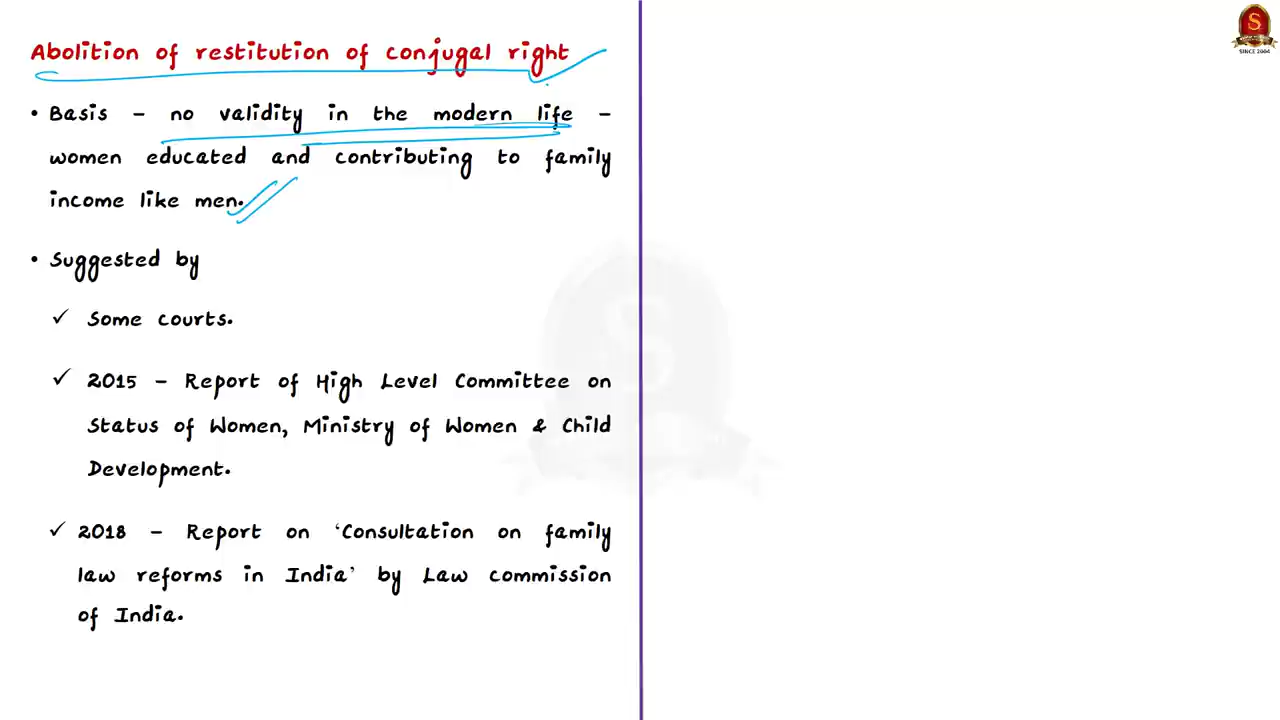 Abolition of restitution of conjugal right
• Basis – no validity in the modern life –
women educated and contributing to family
income like men.
• Suggested by
✓ Some courts.
✓ 2015 – Report of High Level Committee on
Status of Women, Ministry of Women & Child
Development.
✓ 2018 – Report on ‘Consultation on family
law reforms in India’ by Law commission
of India.
S
SINCE 2004